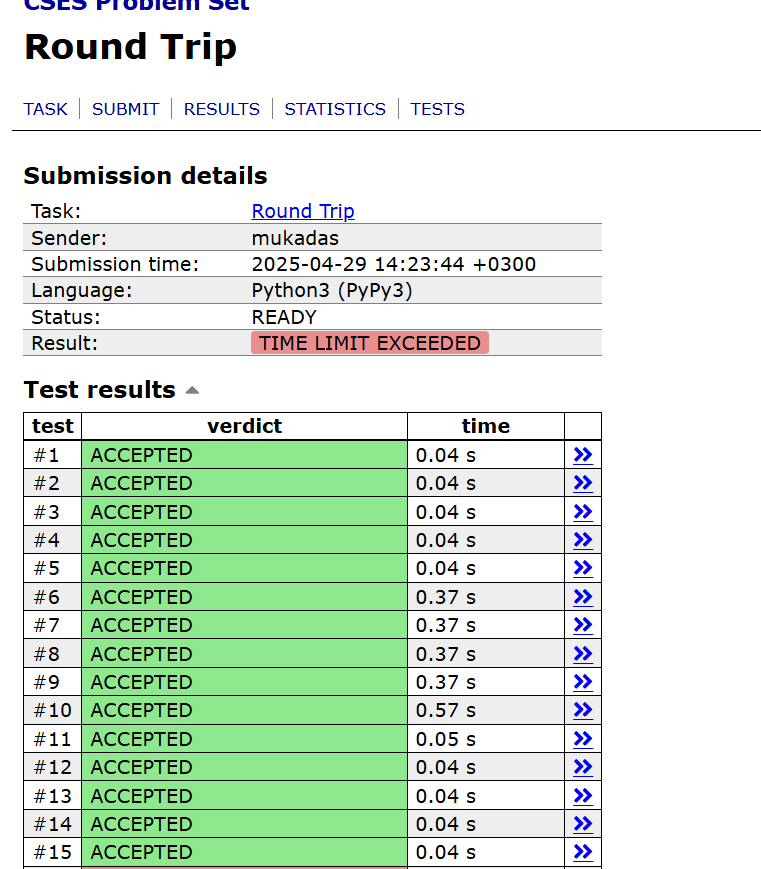 CSES Problem Set
Round Trip
TASK | SUBMIT | RESULTS | STATISTICS | TESTS
Submission details
Task: Round Trip
Sender: mukadas
Submission time: 2025-04-29 14:23:44 +0300
Language: Python3 (PyPy3)
Status: READY
Result: TIME LIMIT EXCEEDED
Test results
test verdict time
#1 ACCEPTED 0.04 s »
#2 ACCEPTED 0.04 s »
#3 ACCEPTED 0.04 s »
#4 ACCEPTED 0.04 s »
#5 ACCEPTED 0.04 s »
#6 ACCEPTED 0.37 s »
#7 ACCEPTED 0.37 s »
#8 ACCEPTED 0.37 s »
#9 ACCEPTED 0.37 s »
#10 ACCEPTED 0.57 s »
#11 ACCEPTED 0.05 s »
#12 ACCEPTED 0.04 s »
#13 ACCEPTED 0.04 s »
#14 ACCEPTED 0.04 s »
#15 ACCEPTED 0.04 s »